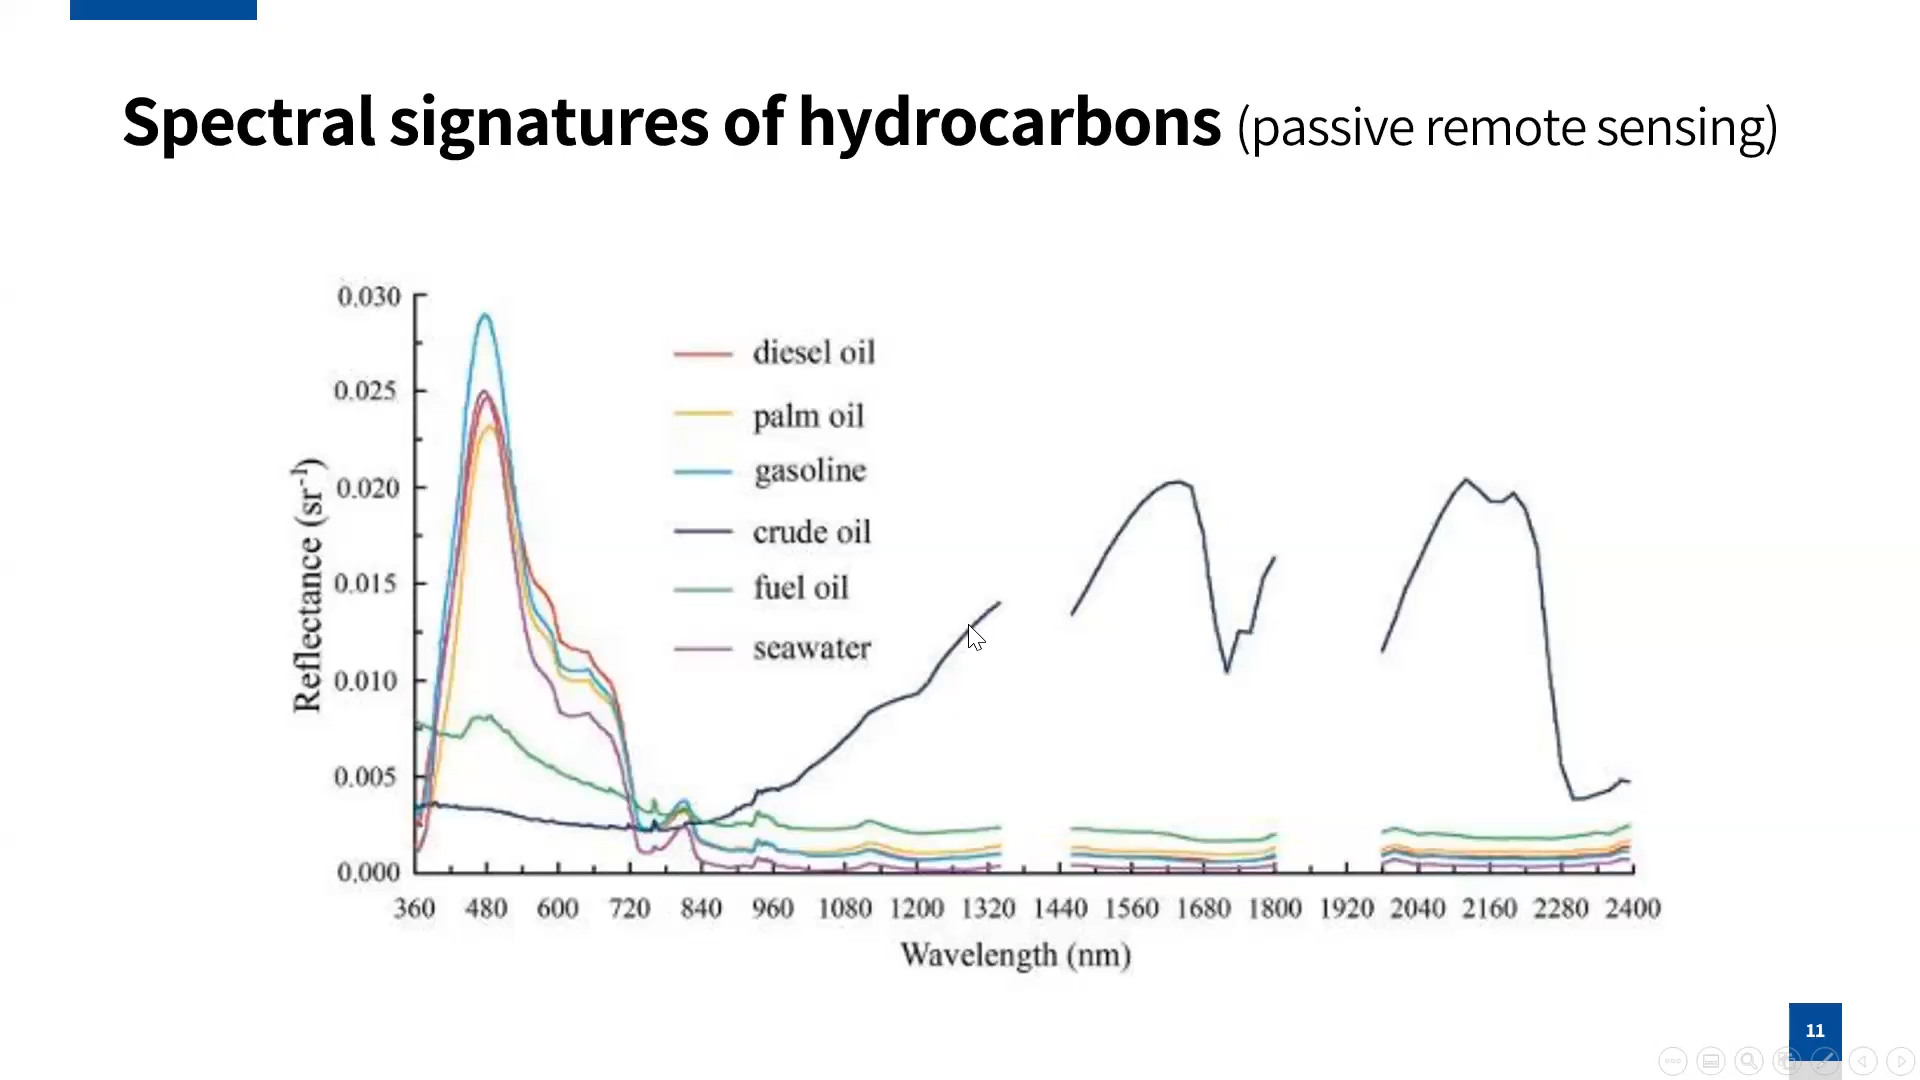 Spectral signatures of hydrocarbons (passive remote sensing)
0.030
0.025
0.020
0.015
0.010
0.005
0.000
Reflectance (sr⁻¹)
diesel oil
palm oil
gasoline
crude oil
fuel oil
seawater
360 480 600 720 840 960 1080 1200 1320 1440 1560 1680 1800 1920 2040 2160 2280 2400
Wavelength (nm)
11